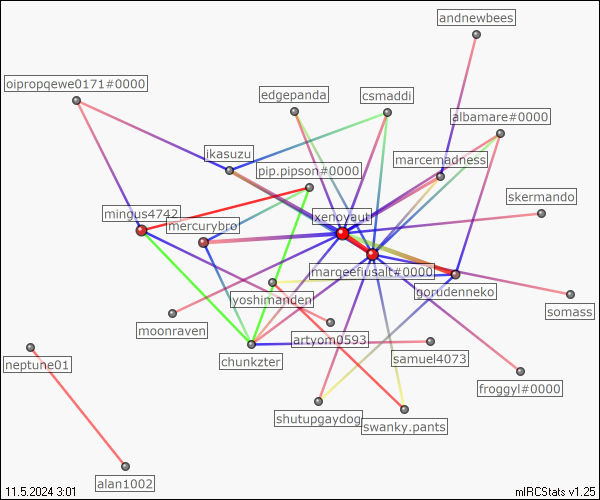 andnewbees
oipropqewe0171#0000
edgepanda
csmaddi
albamare#0000
ikasuzu
marcemadness
pip.pipson#0000
skermando
mingus4742
xenoyaut
mercurybro
marqeefiusalt#0000
gorudenneko
yoshimanden
somass
moonraven
artyom0593
samuel4073
neptune01
chunkzter
froggyl#0000
shutupgaydog
swanky.pants
alan1002
11.5.2024 3:01
mIRCStats v1.25